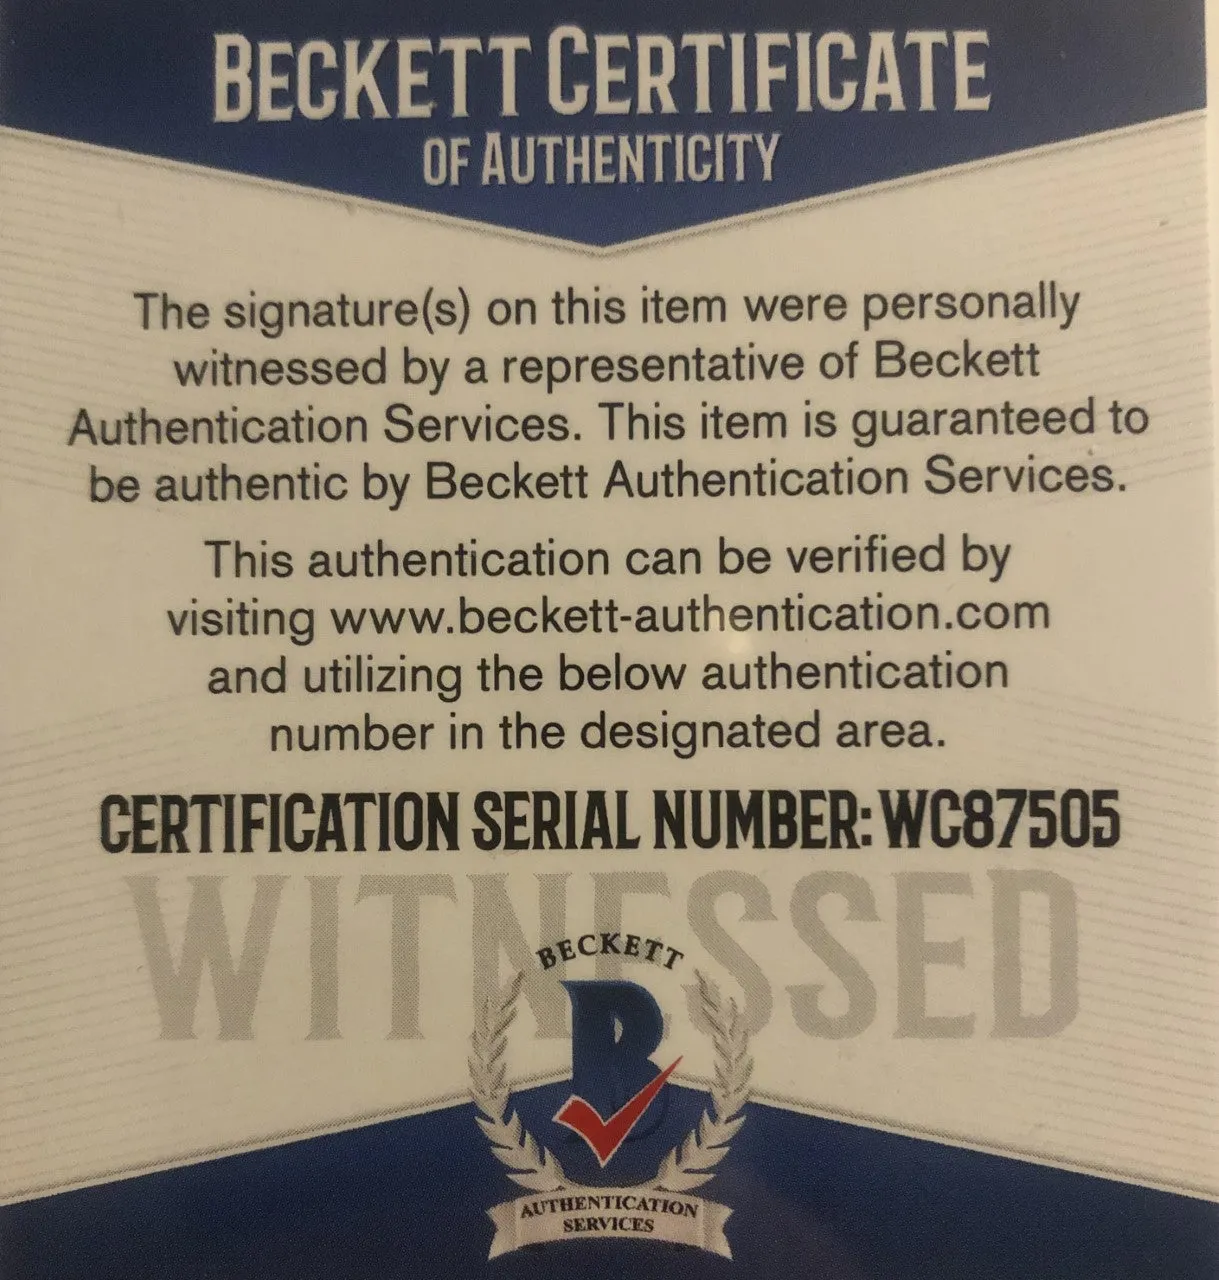 BECKETT CERTIFICATE
OF AUTHENTICITY
The signature(s) on this item were personally
witnessed by a representative of Beckett
Authentication Services. This item is guaranteed to
be authentic by Beckett Authentication Services.
This authentication can be verified by
visiting www.beckett-authentication.com
and utilizing the below authentication
number in the designated area.
CERTIFICATION SERIAL NUMBER: WC87505
WITNESSED
BECKETT
B
AUTHENTICATION
SERVICES